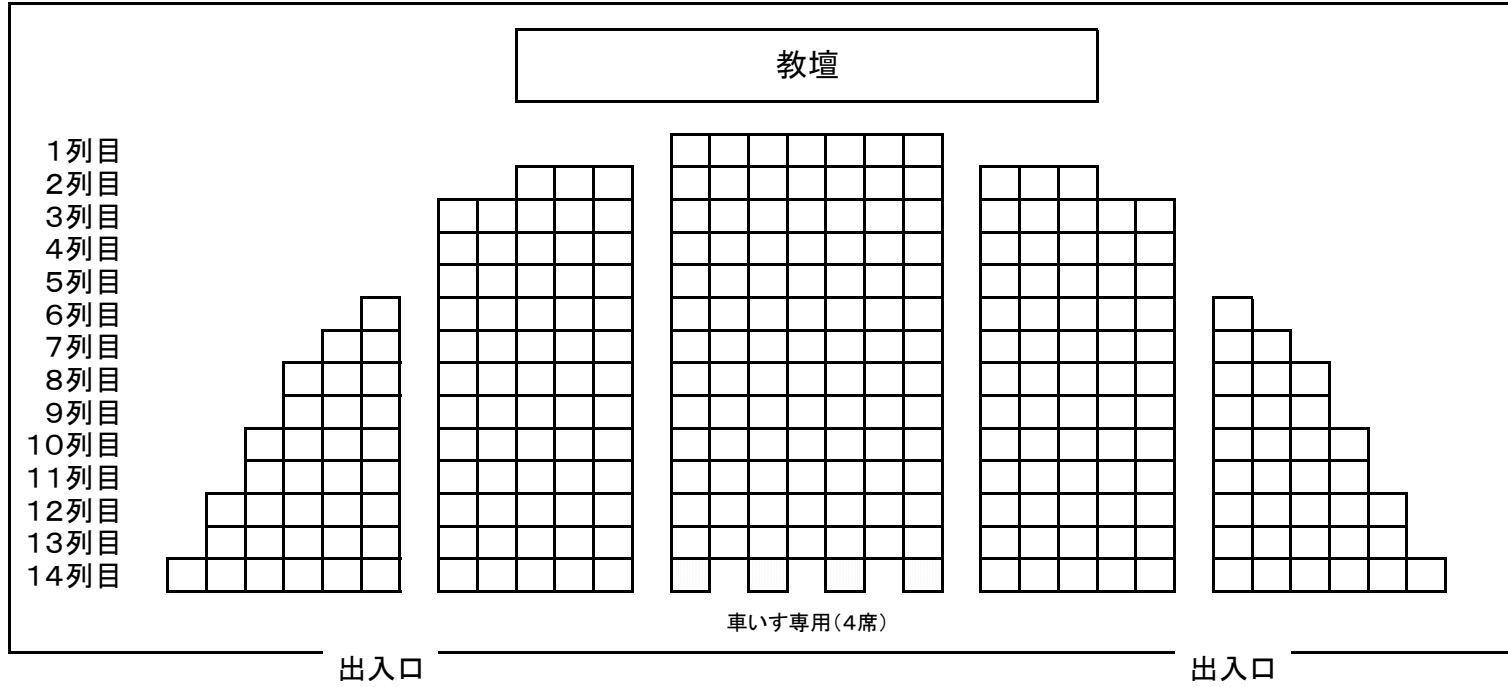 教壇
1列目
2列目
3列目
4列目
5列目
6列目
7列目
8列目
9列目
10列目
11列目
12列目
13列目
14列目
車いす専用(4席)
出入口
出入口